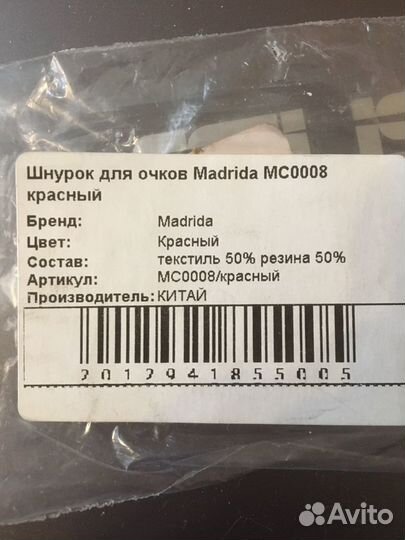 Шнурок для очков Madrida MC0008
красный
Бренд: Madrida
Цвет: Красный
Состав: текстиль 50% резина 50%
Артикул: MC0008/красный
Производитель: КИТАЙ
2012941855005
Avito